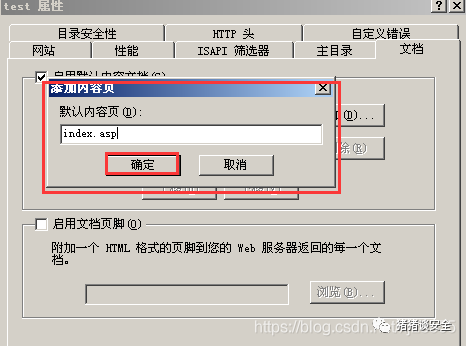 test 属性
目录安全性 HTTP 头 自定义错误
网站 性能 ISAPI 筛选器 主目录 文档
启用默认内容文档(C)
添加内容页
默认内容页(D):
index.asp
(D)...
确定 取消
除(R)
启用文档页脚(O)
附加一个 HTML 格式的页脚到您的 Web 服务器返回的每一个文
档。
浏览(B)...
猪猪谈安全
https://blog.csdn.